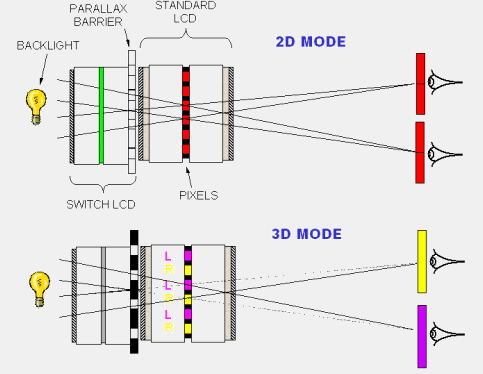 PARALLAX
BARRIER
STANDARD
LCD
BACKLIGHT
2D MODE
SWITCH LCD
PIXELS
3D MODE
L
R
L
R
L
R